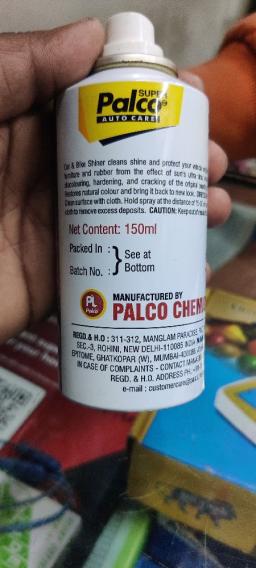 SUPER
Palco®
AUTO CARE
Car & Bike Shiner cleans shine and protect your vehicle
furniture and rubber from the effect of sun's ultra
discolouring, hardening, and cracking of the original
Restores natural colour and bring it back to new look.
Clean surface with cloth. Hold spray at the distance of 15
cloth to remove excess deposits. CAUTION: Keep out of
Net Content: 150ml
Packed In :
Batch No. :
See at
Bottom
PL
Palco
MANUFACTURED BY
PALCO CHEM
REGD. & H.O : 311-312, MANGLAM PARADISE,
SEC.-3, ROHINI, NEW DELHI-110085 INDIA
EPITOME, GHATKOPAR (W), MUMBAI-400086,
IN CASE OF COMPLAINTS - CONTACT
REGD. & H.O. ADDRESS PH.:
e-mail : customercare@palco